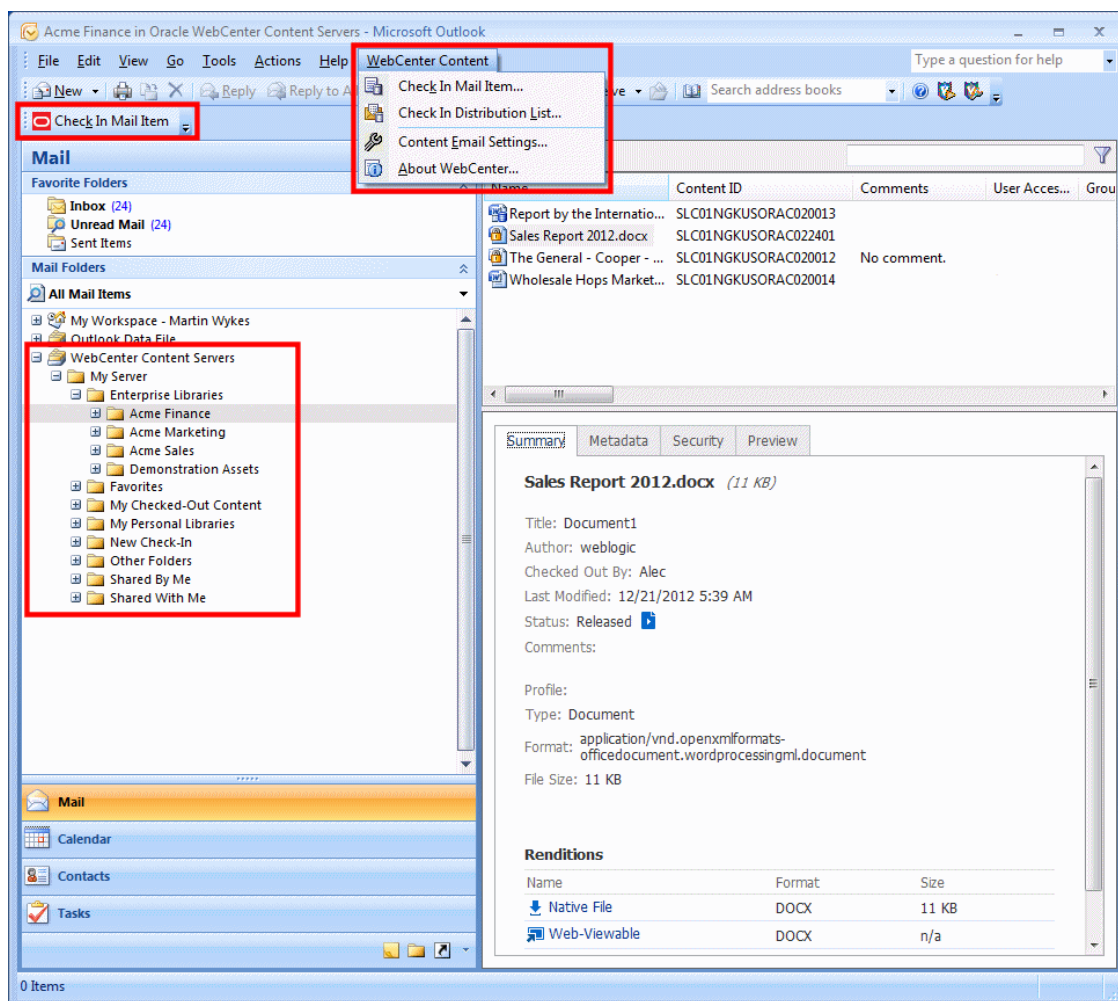 Acme Finance in Oracle WebCenter Content Servers - Microsoft Outlook
File Edit View Go Tools Actions Help WebCenter Content Type a question for help
New Reply Reply to A Search address books
Check In Mail Item
Check In Mail Item...
Check In Distribution List...
Content Email Settings...
About WebCenter...
Mail
Favorite Folders
Inbox (24)
Unread Mail (24)
Sent Items
Mail Folders
All Mail Items
My Workspace - Martin Wykes
Outlook Data File
WebCenter Content Servers
My Server
Enterprise Libraries
Acme Finance
Acme Marketing
Acme Sales
Demonstration Assets
Favorites
My Checked-Out Content
My Personal Libraries
New Check-In
Other Folders
Shared By Me
Shared With Me
Mail
Calendar
Contacts
Tasks
Name Content ID Comments User Acces... Grou
Report by the Internatio... SLC01NGKUSORAC020013
Sales Report 2012.docx SLC01NGKUSORAC022401
The General - Cooper - ... SLC01NGKUSORAC020012 No comment.
Wholesale Hops Market... SLC01NGKUSORAC020014
Summary Metadata Security Preview
Sales Report 2012.docx (11 KB)
Title: Document1
Author: weblogic
Checked Out By: Alec
Last Modified: 12/21/2012 5:39 AM
Status: Released
Comments:
Profile:
Type: Document
Format: application/vnd.openxmlformats-
officedocument.wordprocessingml.document
File Size: 11 KB
Renditions
Name Format Size
Native File DOCX 11 KB
Web-Viewable DOCX n/a
0 Items